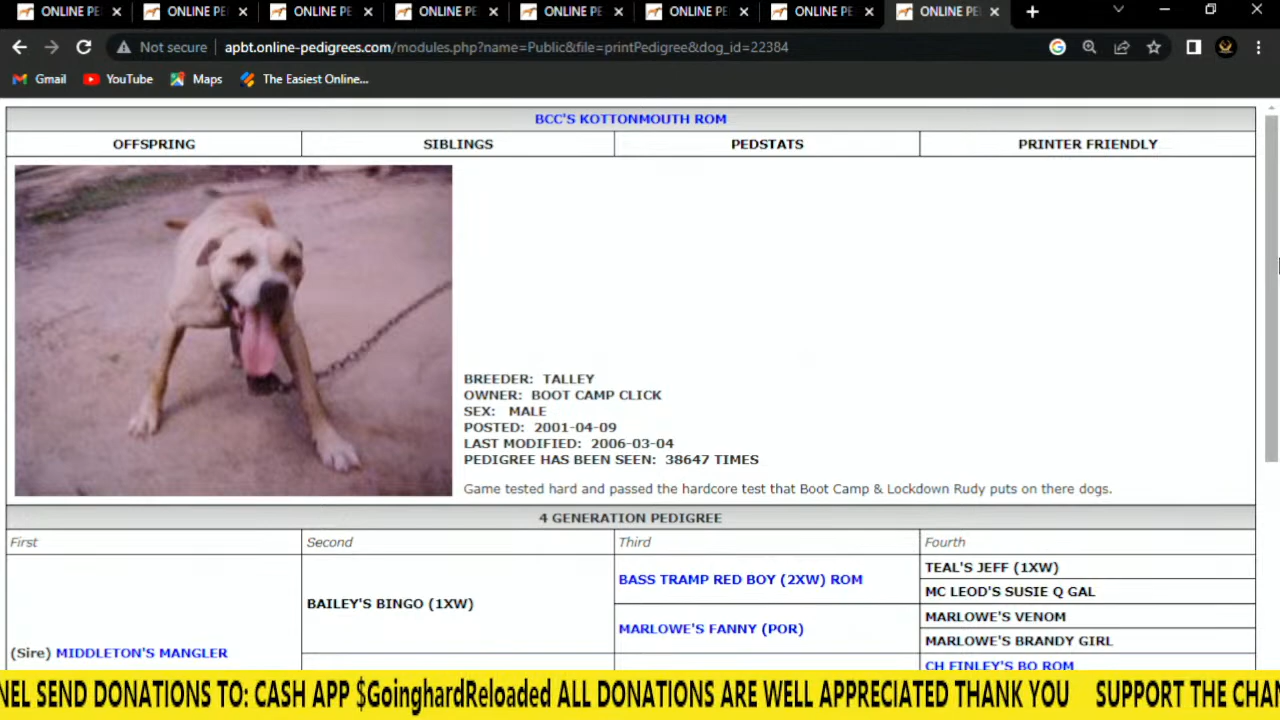 ONLINE PE ONLINE PE ONLINE PE ONLINE PE ONLINE PE ONLINE PE ONLINE PE ONLINE PE
Not secure apbt.online-pedigrees.com/modules.php?name=Public&file=printPedigree&dog_id=22384
Gmail YouTube Maps The Easiest Online...
BCC'S KOTTONMOUTH ROM
OFFSPRING SIBLINGS PEDSTATS PRINTER FRIENDLY
BREEDER: TALLEY
OWNER: BOOT CAMP CLICK
SEX: MALE
POSTED: 2001-04-09
LAST MODIFIED: 2006-03-04
PEDIGREE HAS BEEN SEEN: 38647 TIMES
Game tested hard and passed the hardcore test that Boot Camp & Lockdown Rudy puts on there dogs.
4 GENERATION PEDIGREE
First Second Third Fourth
TEAL'S JEFF (1XW)
BASS TRAMP RED BOY (2XW) ROM
MC LEOD'S SUSIE Q GAL
BAILEY'S BINGO (1XW)
MARLOWE'S VENOM
MARLOWE'S FANNY (POR)
MARLOWE'S BRANDY GIRL
(Sire) MIDDLETON'S MANGLER
CH FINLEY'S BO ROM
NEL SEND DONATIONS TO: CASH APP $GoinghardReloaded ALL DONATIONS ARE WELL APPRECIATED THANK YOU SUPPORT THE CHAN